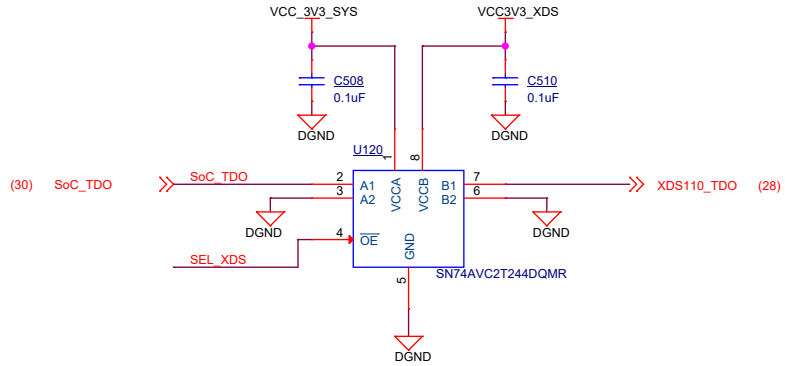 VCC_3V3_SYS
VCC3V3_XDS
C508
0.1uF
C510
0.1uF
DGND
DGND
U120
1
8
(30) SoC_TDO
SoC_TDO
2
A1
VCCA
VCCB
B1
7
XDS110_TDO (28)
3
A2
B2
6
DGND
DGND
4
OE
GND
SEL_XDS
5
SN74AVC2T244DQMR
DGND